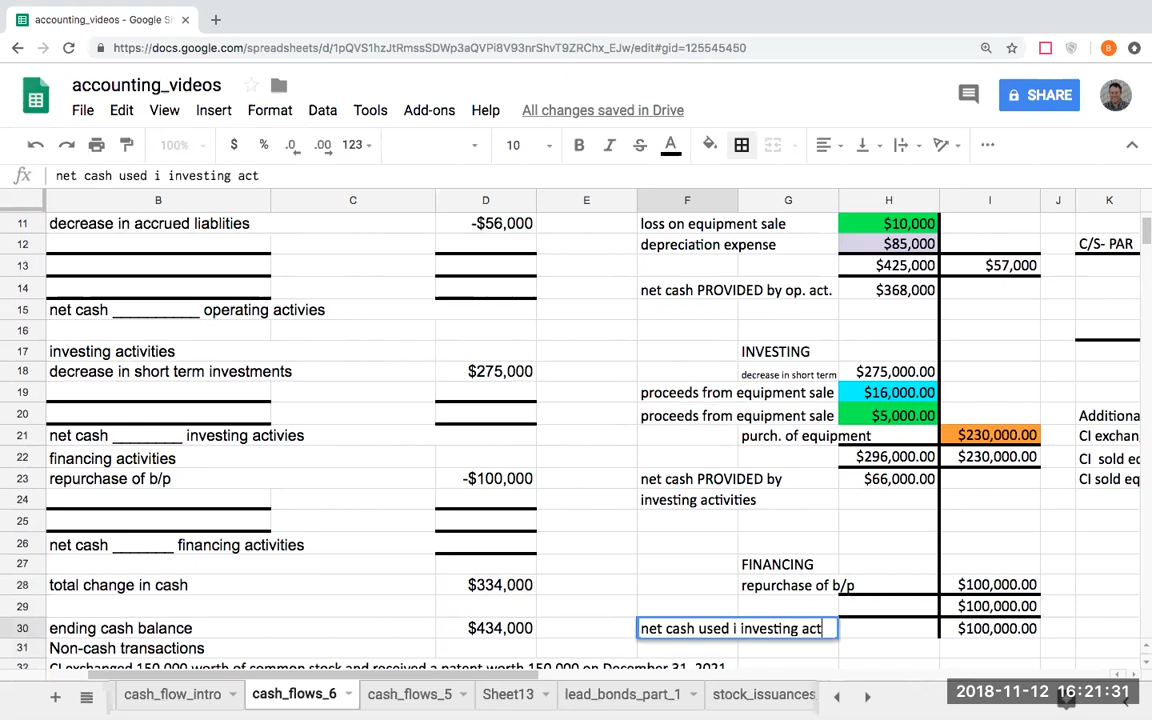 accounting_videos - Google S
https://docs.google.com/spreadsheets/d/1pQVS1hzJtRmssSDWp3aQVPi8V93nrShvT9ZRChx_EJw/edit#gid=125545450
B
accounting_videos
File Edit View Insert Format Data Tools Add-ons Help All changes saved in Drive
SHARE
100% $ % .0 .00 123 10 B I S A
fx net cash used i investing act
B C D E F G H I J K
11 decrease in accrued liablities -$56,000 loss on equipment sale $10,000
12 depreciation expense $85,000 C/S- PAR
13 $425,000 $57,000
14 net cash PROVIDED by op. act. $368,000
15 net cash __________ operating activies
16
17 investing activities INVESTING
18 decrease in short term investments $275,000 decrease in short term $275,000.00
19 proceeds from equipment sale $16,000.00
20 proceeds from equipment sale $5,000.00 Additiona
21 net cash ________ investing activies purch. of equipment $230,000.00 CI exchan
22 financing activities $296,000.00 $230,000.00 CI sold ec
23 repurchase of b/p -$100,000 net cash PROVIDED by $66,000.00 CI sold eq
24 investing activities
25
26 net cash _______ financing activities
27 FINANCING
28 total change in cash $334,000 repurchase of b/p $100,000.00
29 $100,000.00
30 ending cash balance $434,000 net cash used i investing act $100,000.00
31 Non-cash transactions
32 CI exchanged 150,000 worth of common stock and received a patent worth 150,000 on December 31, 2021
cash_flow_intro cash_flows_6 cash_flows_5 Sheet13 lead_bonds_part_1 stock_issuances
2018-11-12 16:21:31